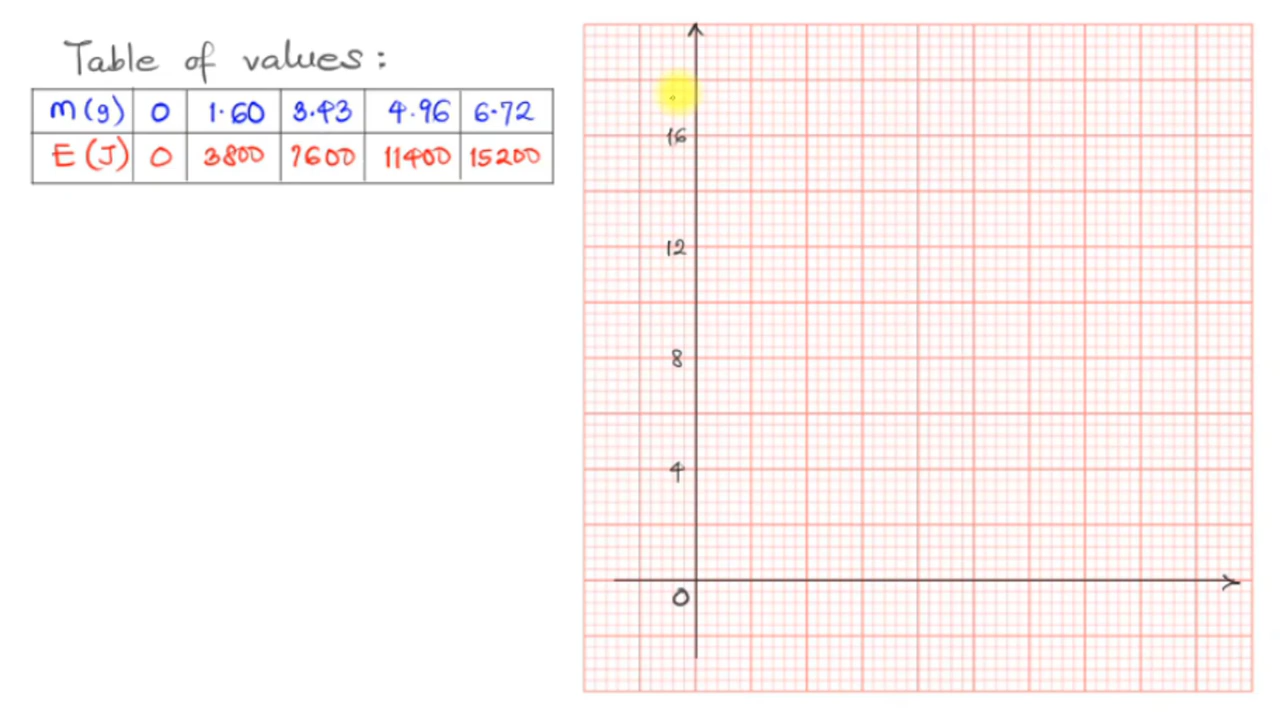 Table of values:
m(g) 0 1.60 3.43 4.96 6.72
E(J) 0 3800 7600 11400 15200
16
12
8
4
0